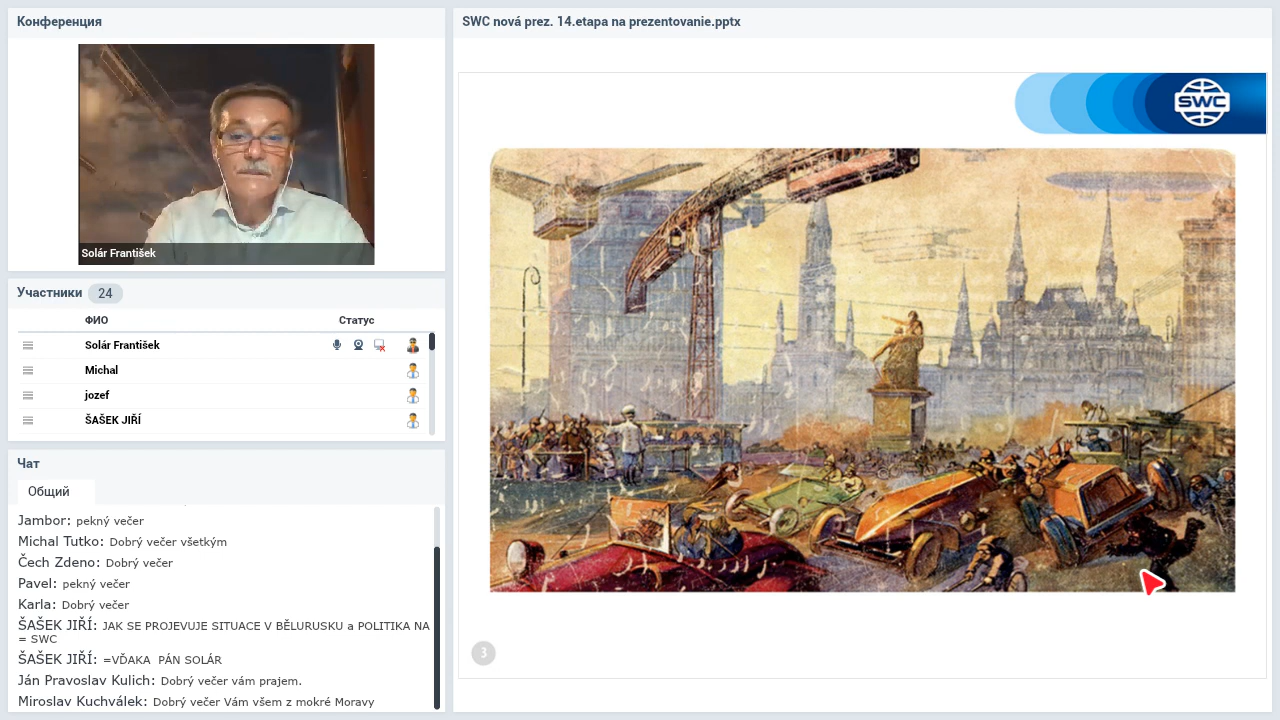 Конференция
Solár František
Участники 24
ФИО Статус
Solár František
Michal
jozef
ŠAŠEK JIŘÍ
Чат
Общий
Jambor: pekný večer
Michal Tutko: Dobrý večer všetkým
Čech Zdeno: Dobrý večer
Pavel: pekný večer
Karla: Dobrý večer
ŠAŠEK JIŘÍ: JAK SE PROJEVUJE SITUACE V BĚLURUSKU a POLITIKA NA
= SWC
ŠAŠEK JIŘÍ: =VĎAKA PÁN SOLÁR
Ján Pravoslav Kulich: Dobrý večer vám prajem.
Miroslav Kuchválek: Dobrý večer Vám všem z mokré Moravy
SWC nová prez. 14.etapa na prezentovanie.pptx
SWC
3